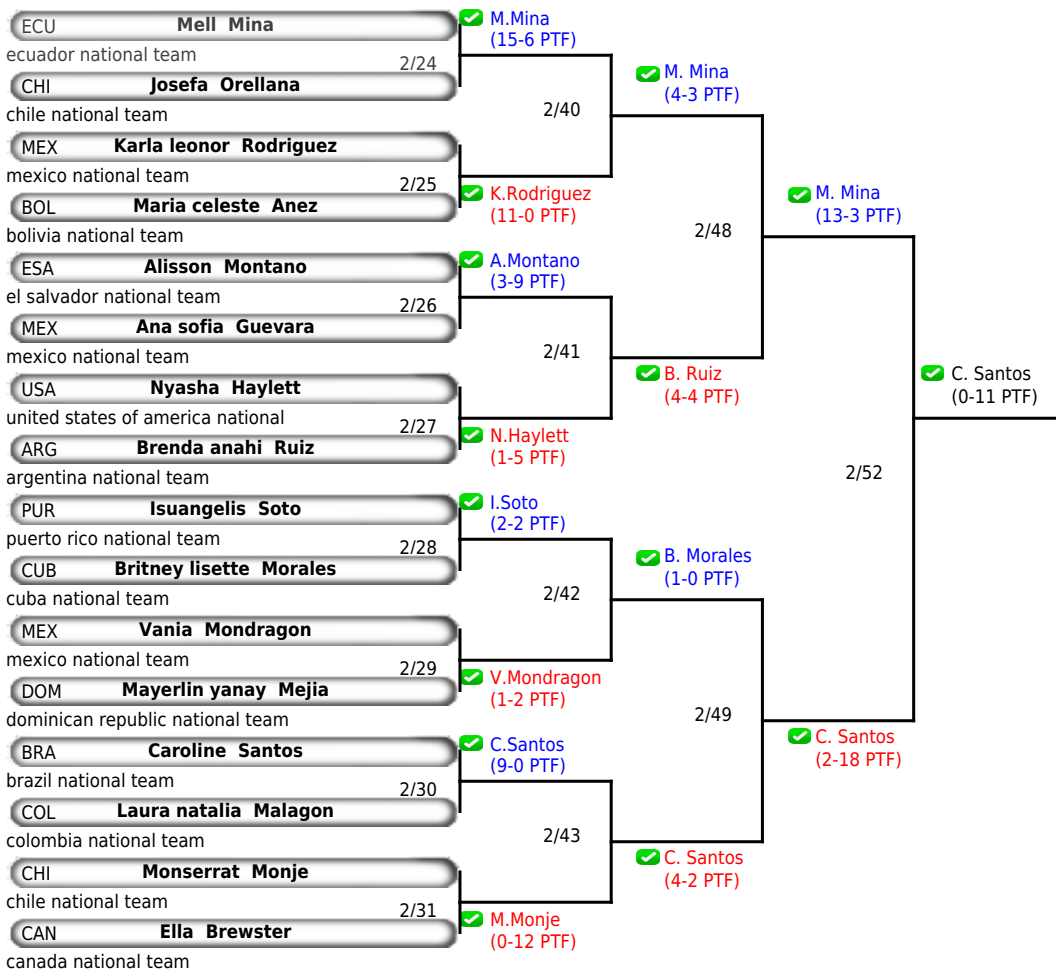 ECU Mell Mina
ecuador national team
2/24
CHI Josefa Orellana
chile national team
MEX Karla leonor Rodriguez
mexico national team
2/25
BOL Maria celeste Anez
bolivia national team
ESA Alisson Montano
el salvador national team
2/26
MEX Ana sofia Guevara
mexico national team
USA Nyasha Haylett
united states of america national
2/27
ARG Brenda anahi Ruiz
argentina national team
PUR Isuangelis Soto
puerto rico national team
2/28
CUB Britney lisette Morales
cuba national team
MEX Vania Mondragon
mexico national team
2/29
DOM Mayerlin yanay Mejia
dominican republic national team
BRA Caroline Santos
brazil national team
2/30
COL Laura natalia Malagon
colombia national team
CHI Monserrat Monje
chile national team
2/31
CAN Ella Brewster
canada national team
M.Mina
(15-6 PTF)
2/40
K.Rodriguez
(11-0 PTF)
A.Montano
(3-9 PTF)
2/41
N.Haylett
(1-5 PTF)
I.Soto
(2-2 PTF)
2/42
V.Mondragon
(1-2 PTF)
C.Santos
(9-0 PTF)
2/43
M.Monje
(0-12 PTF)
M. Mina
(4-3 PTF)
2/48
B. Ruiz
(4-4 PTF)
B. Morales
(1-0 PTF)
2/49
C. Santos
(4-2 PTF)
M. Mina
(13-3 PTF)
2/52
C. Santos
(2-18 PTF)
C. Santos
(0-11 PTF)